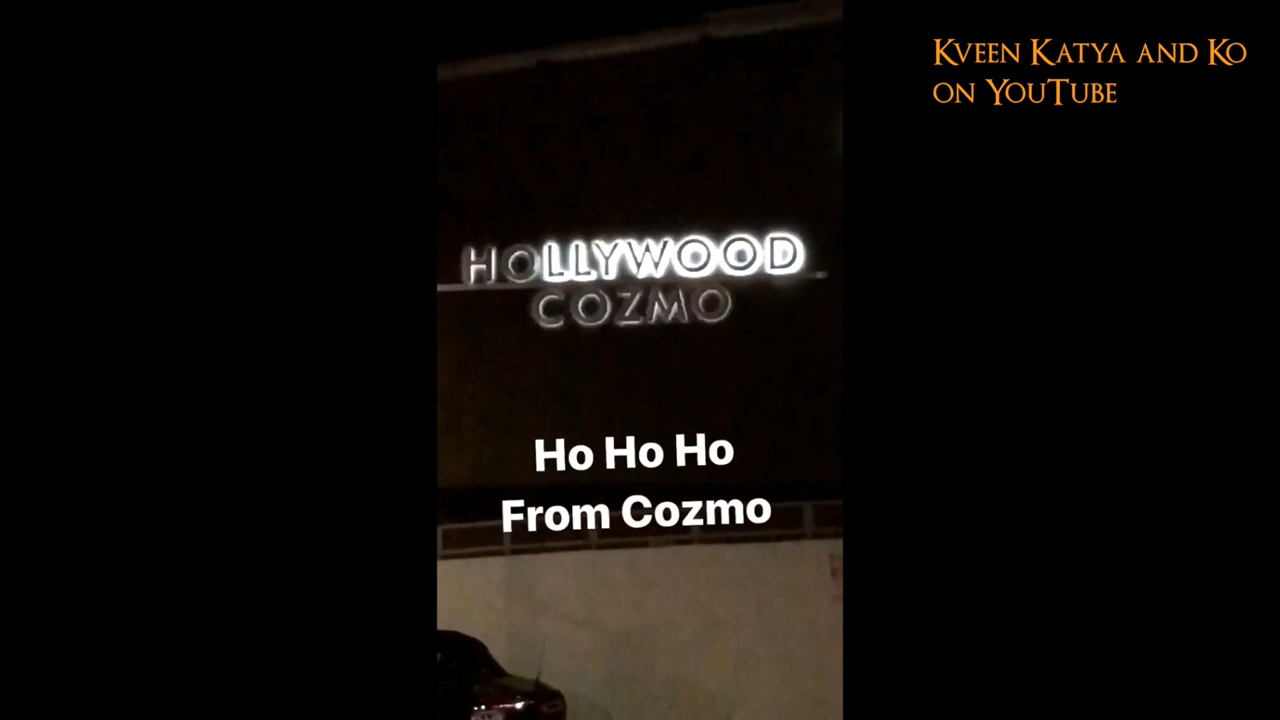 Kveen Katya and Ko
on YouTube
HOLLYWOOD
COZMO
Ho Ho Ho
From Cozmo